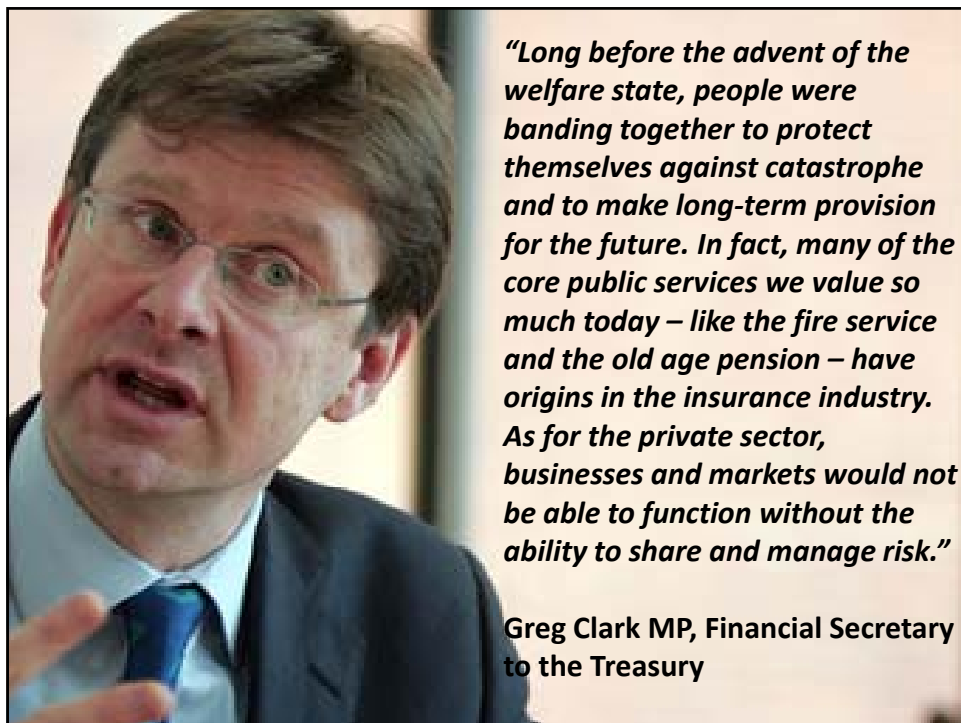 “Long before the advent of the
welfare state, people were
banding together to protect
themselves against catastrophe
and to make long-term provision
for the future. In fact, many of the
core public services we value so
much today – like the fire service
and the old age pension – have
origins in the insurance industry.
As for the private sector,
businesses and markets would not
be able to function without the
ability to share and manage risk.”
Greg Clark MP, Financial Secretary
to the Treasury